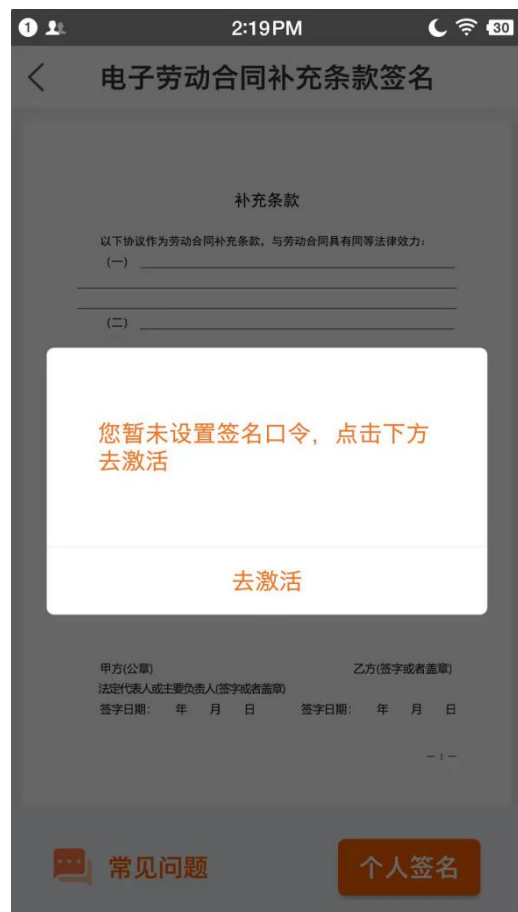 1 2:19PM 30
电子劳动合同补充条款签名
补充条款
以下协议作为劳动合同补充条款，与劳动合同具有同等法律效力：
（一）
（二）
您暂未设置签名口令，点击下方
去激活
去激活
甲方(公章) 乙方(签字或者盖章)
法定代表人或主要负责人(签字或者盖章)
签字日期： 年 月 日 签字日期： 年 月 日
— 1 —
常见问题 个人签名